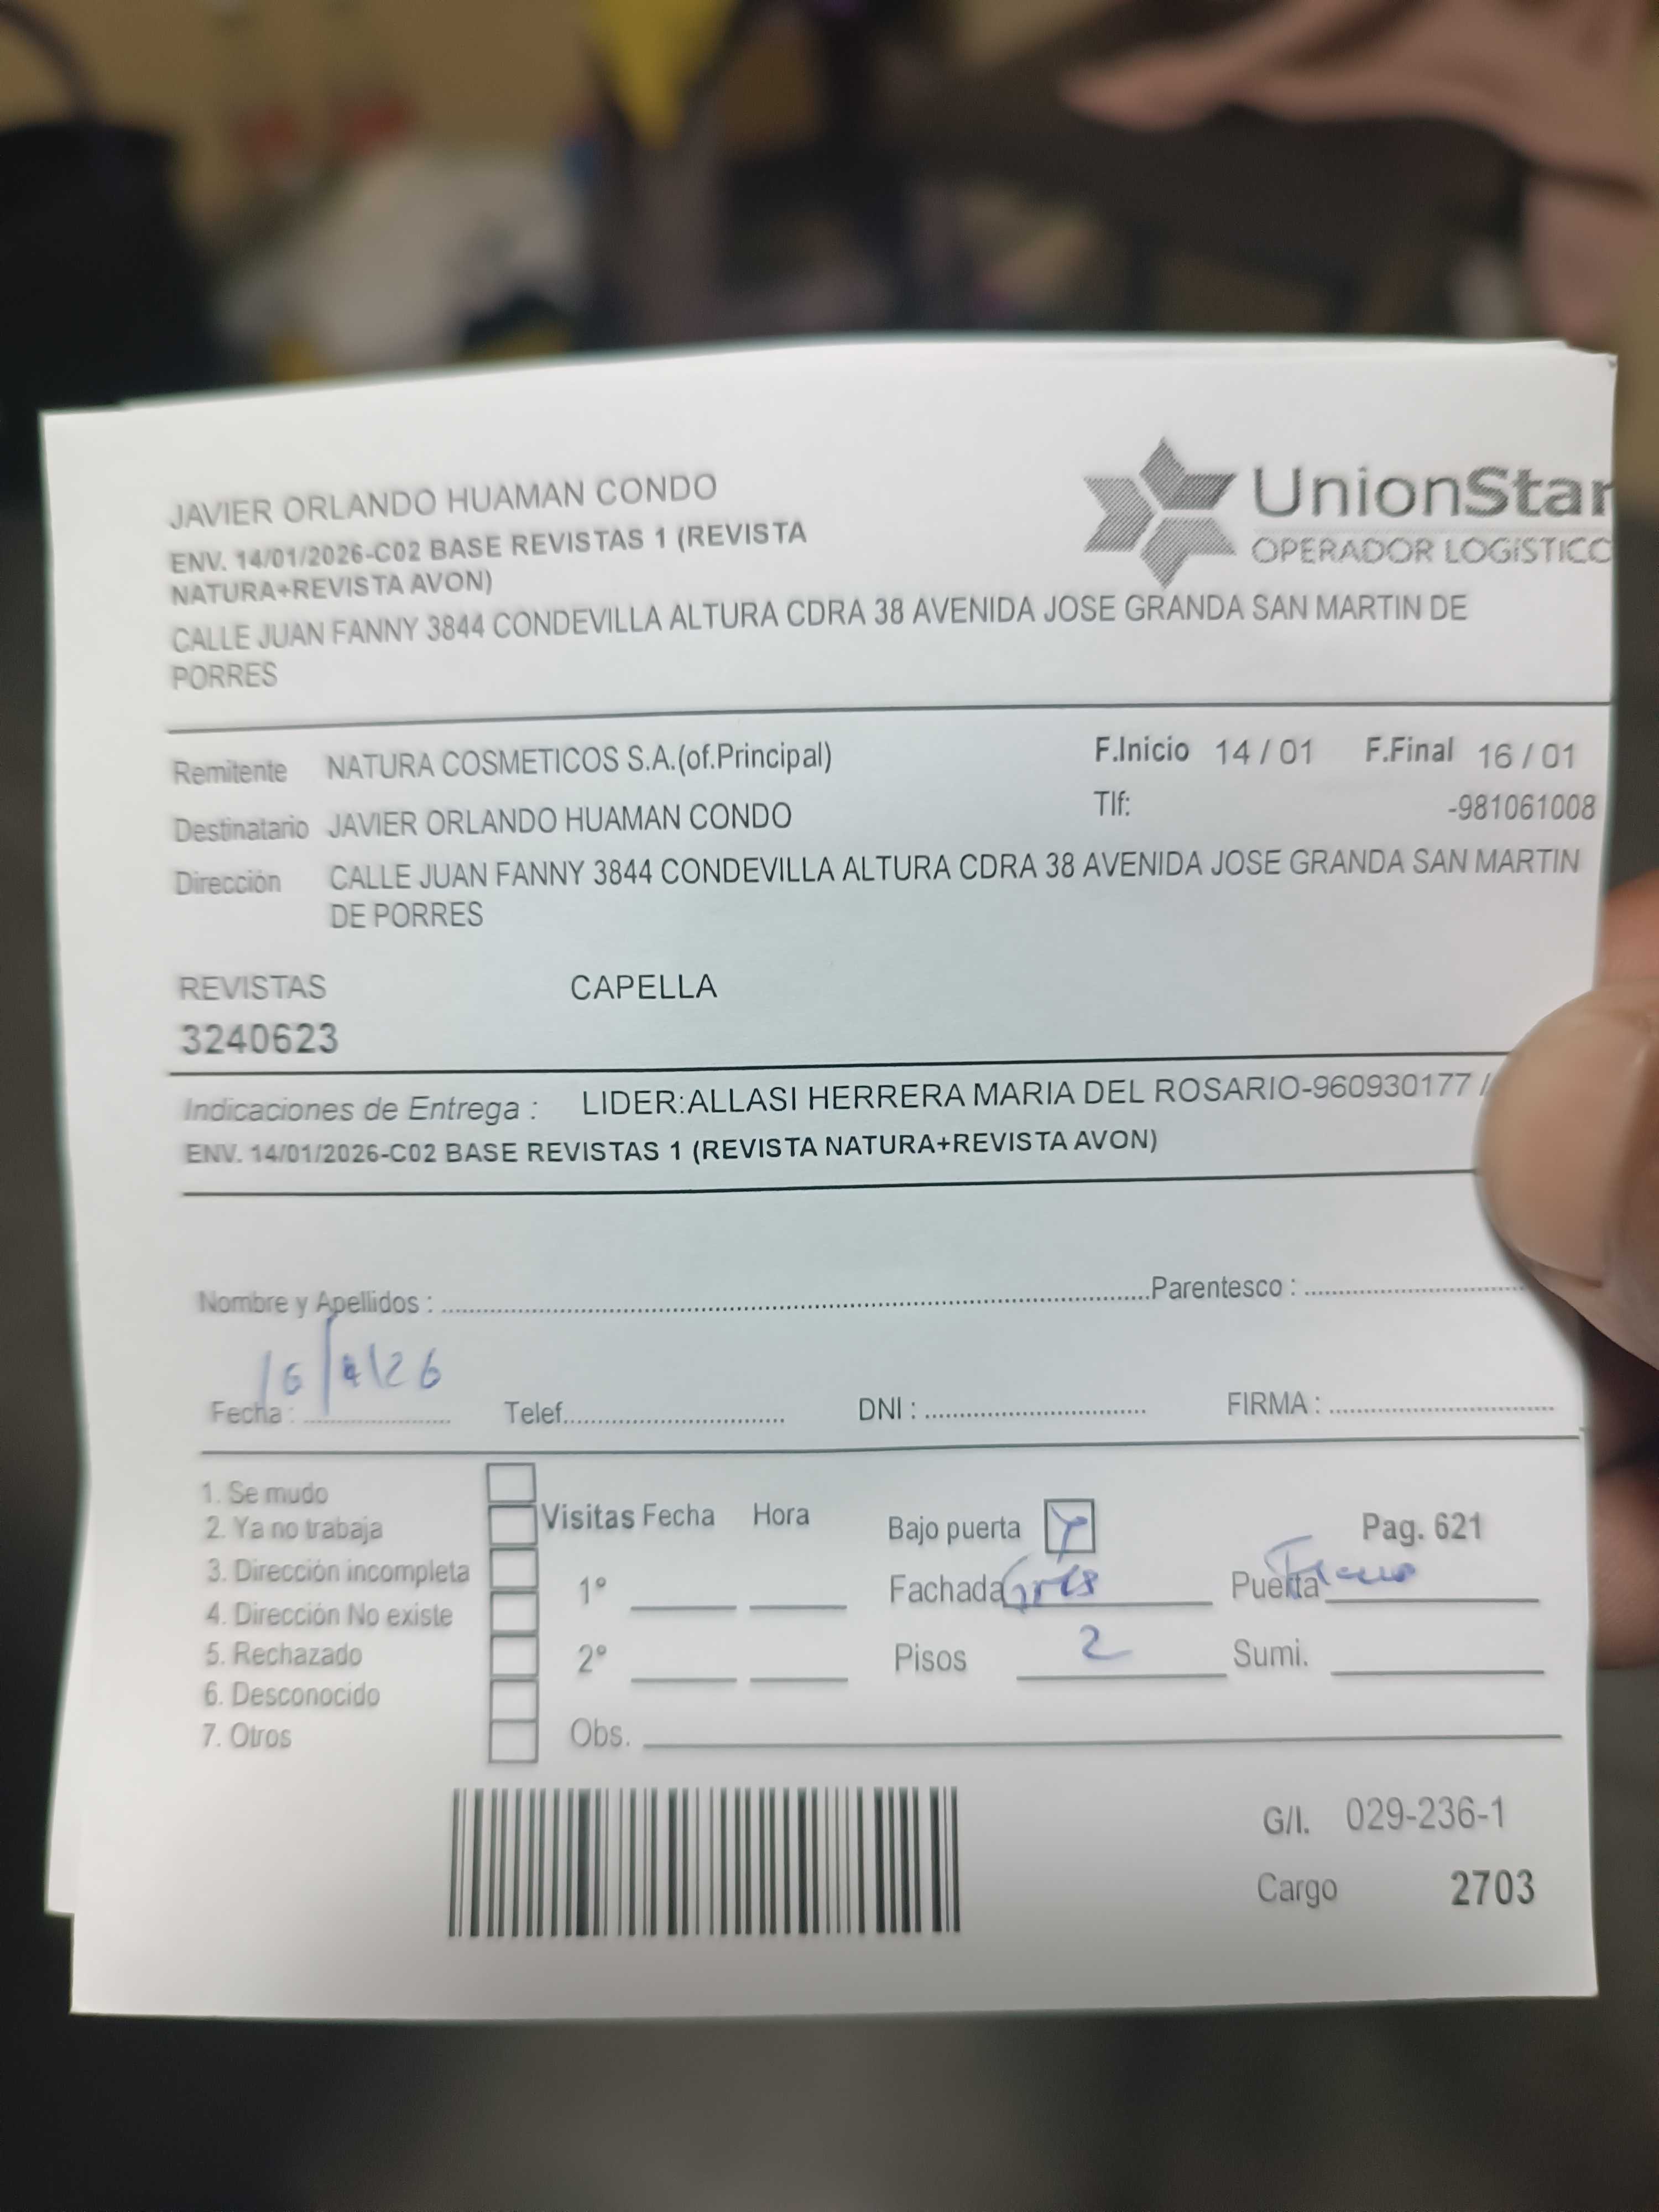 JAVIER ORLANDO HUAMAN CONDO
ENV. 14/01/2026-C02 BASE REVISTAS 1 (REVISTA
NATURA+REVISTA AVON)
CALLE JUAN FANNY 3844 CONDEVILLA ALTURA CDRA 38 AVENIDA JOSE GRANDA SAN MARTIN DE
PORRES
UnionStar
OPERADOR LOGÍSTICO
Remitente NATURA COSMETICOS S.A.(of.Principal) F.Inicio 14 / 01 F.Final 16 / 01
Destinatario JAVIER ORLANDO HUAMAN CONDO Tlf: -981061008
Dirección CALLE JUAN FANNY 3844 CONDEVILLA ALTURA CDRA 38 AVENIDA JOSE GRANDA SAN MARTIN
DE PORRES
REVISTAS CAPELLA
3240623
Indicaciones de Entrega : LIDER:ALLASI HERRERA MARIA DEL ROSARIO-960930177 /
ENV. 14/01/2026-C02 BASE REVISTAS 1 (REVISTA NATURA+REVISTA AVON)
Nombre y Apellidos : Parentesco :
Fecha : Telef. DNI : FIRMA :
1. Se mudo
2. Ya no trabaja
3. Dirección incompleta
4. Dirección No existe
5. Rechazado
6. Desconocido
7. Otros
Visitas Fecha Hora
1º
2º
Obs.
Bajo puerta Pag. 621
Fachada Puerta
Pisos 2 Sumi.
G/I. 029-236-1
Cargo 2703